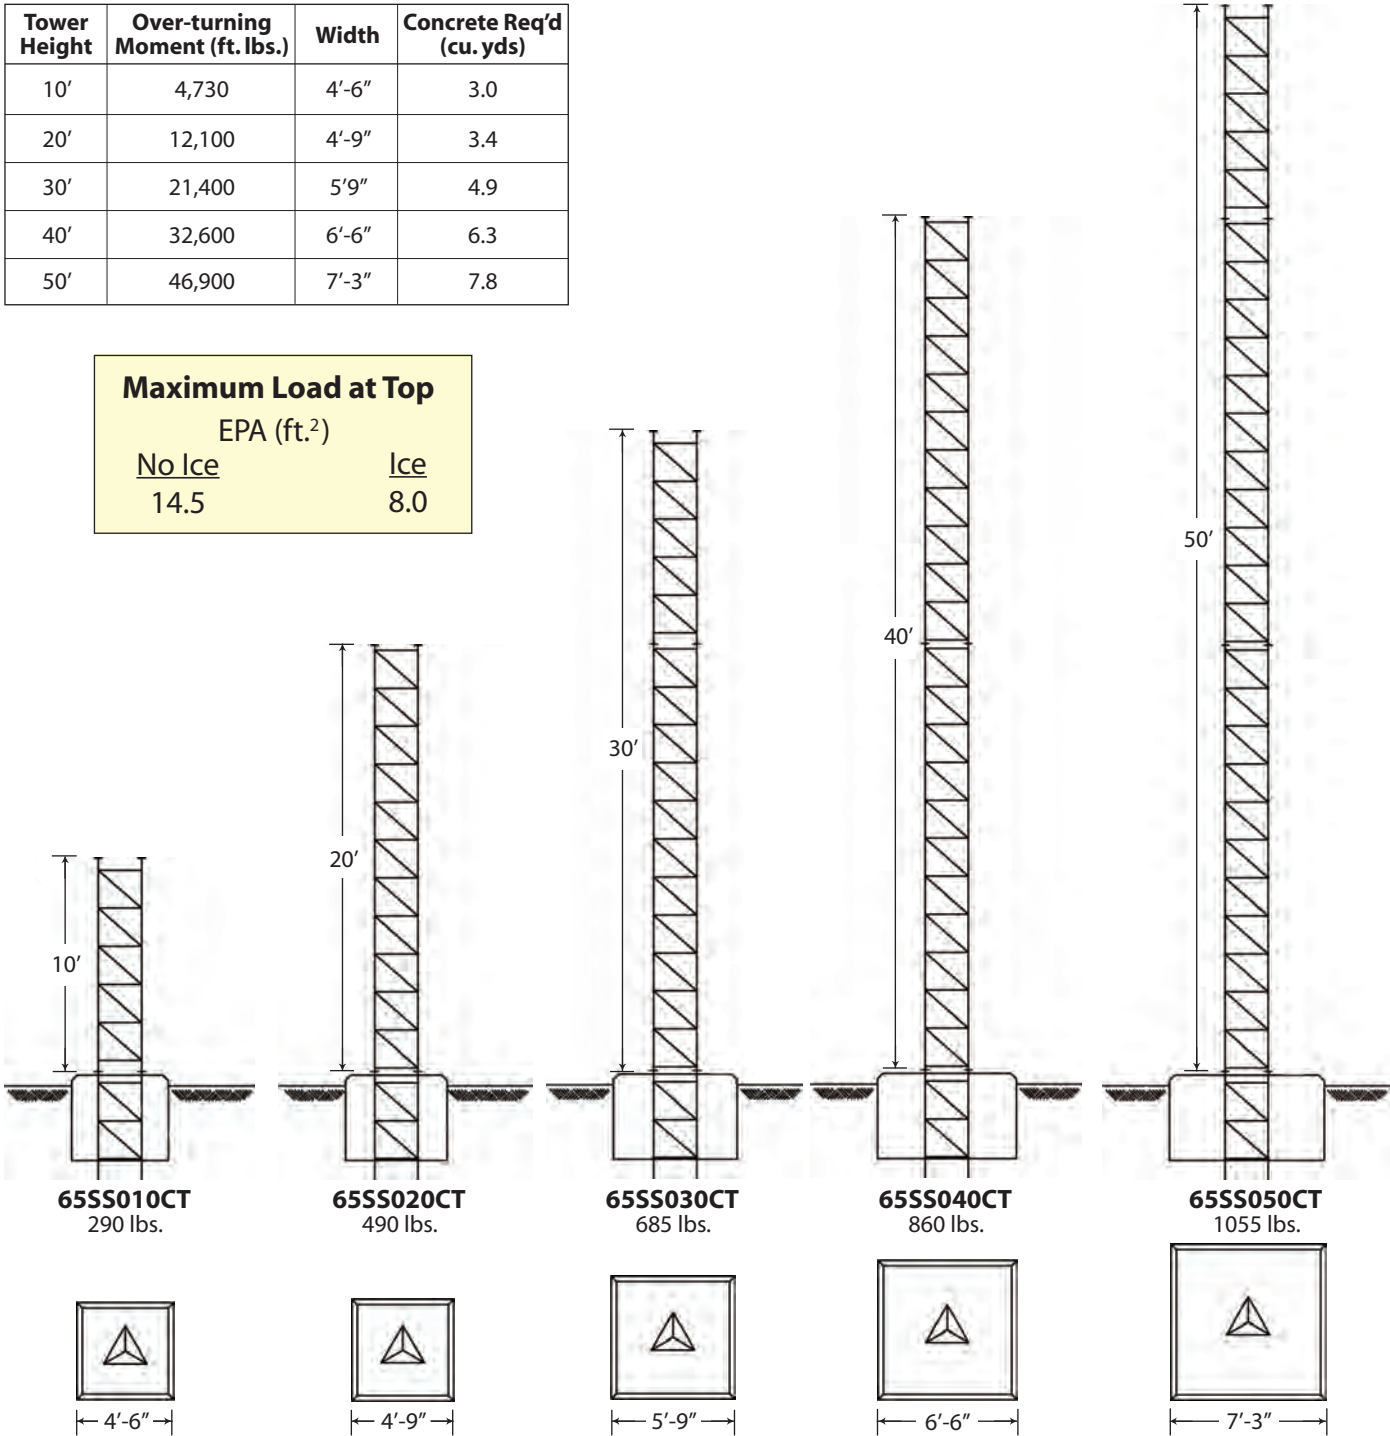 Tower Height Over-turning Moment (ft. lbs.) Width Concrete Req'd (cu. yds)
10′ 4,730 4′-6″ 3.0
20′ 12,100 4‘-9″ 3.4
30′ 21,400 5′9″ 4.9
40′ 32,600 6‘-6″ 6.3
50′ 46,900 7′-3″ 7.8
Maximum Load at Top
EPA (ft.²)
No Ice Ice
14.5 8.0
10′
20′
30′
40′
50′
65SS010CT 65SS020CT 65SS030CT 65SS040CT 65SS050CT
290 lbs. 490 lbs. 685 lbs. 860 lbs. 1055 lbs.
4′-6″ 4′-9″ 5′-9″ 6′-6″ 7′-3″